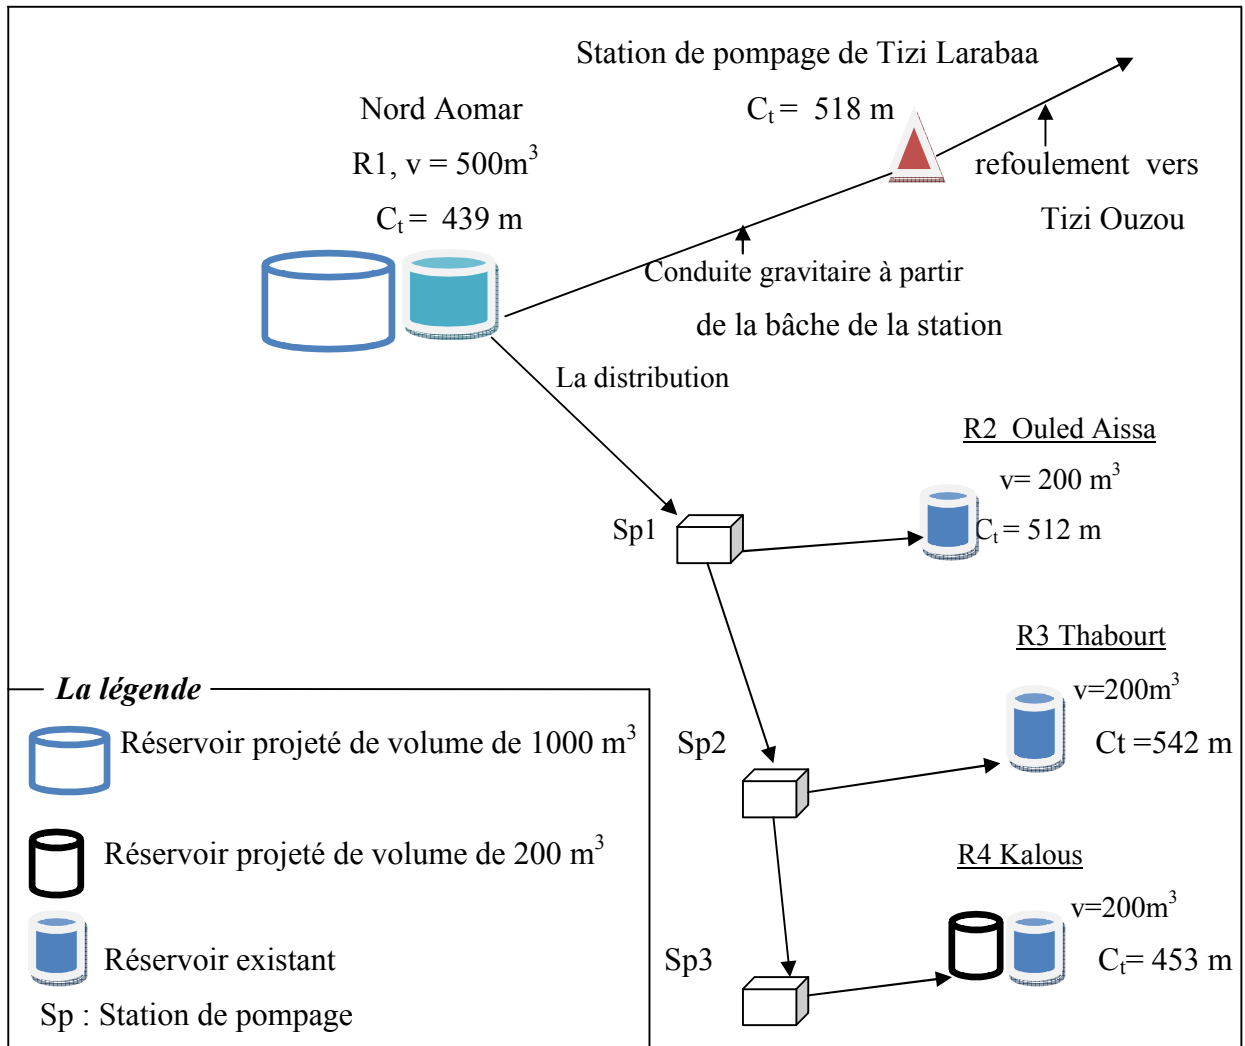 Station de pompage de Tizi Larabaa
Cₜ = 518 m
Nord Aomar
R1, v = 500m³
Cₜ = 439 m
refoulement vers
Tizi Ouzou
Conduite gravitaire à partir
de la bâche de la station
La distribution
R2 Ouled Aissa
v= 200 m³
Cₜ = 512 m
Sp1
R3 Thabourt
v=200m³
Ct =542 m
Sp2
R4 Kalous
v=200m³
Cₜ= 453 m
Sp3
La légende
Réservoir projeté de volume de 1000 m³
Réservoir projeté de volume de 200 m³
Réservoir existant
Sp : Station de pompage